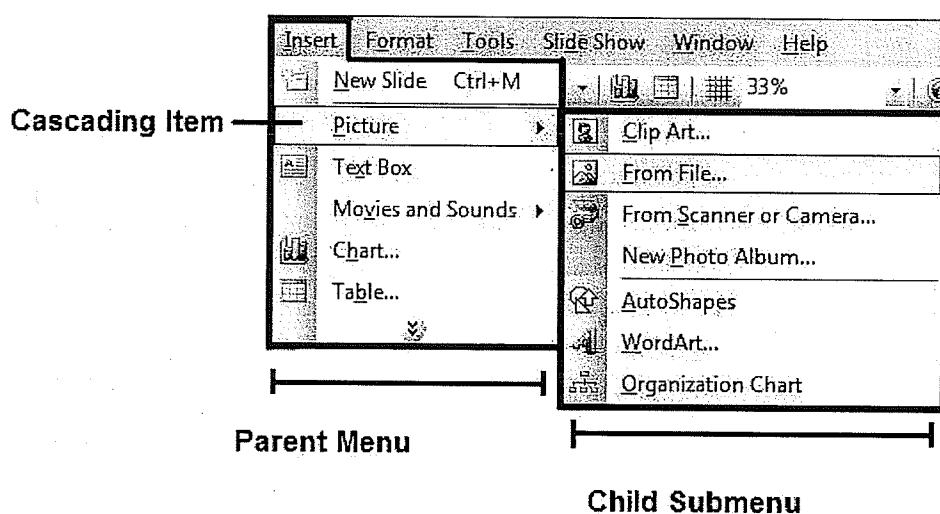 Insert Format Tools Slide Show Window Help
New Slide Ctrl+M
33%
Cascading Item
Picture
Text Box
Movies and Sounds
Chart...
Table...
Clip Art...
From File...
From Scanner or Camera...
New Photo Album...
AutoShapes
WordArt...
Organization Chart
Parent Menu
Child Submenu